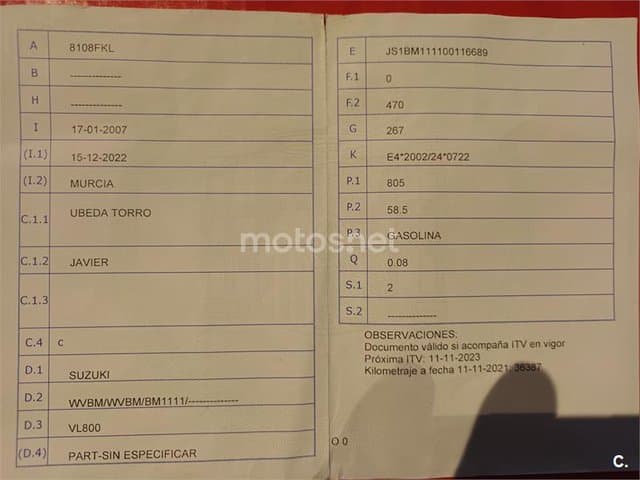 A 8108FKL
B --------------
H --------------
I 17-01-2007
(I.1) 15-12-2022
(I.2) MURCIA
C.1.1 UBEDA TORRO
C.1.2 JAVIER
C.1.3
C.4 c
D.1 SUZUKI
D.2 WVBM/WVBM/BM1111/--------------
D.3 VL800
(D.4) PART-SIN ESPECIFICAR
E JS1BM111100116689
F.1 0
F.2 470
G 267
K E4*2002/24*0722
P.1 805
P.2 58.5
P.3 GASOLINA
Q 0.08
S.1 2
S.2 --------------
OBSERVACIONES:
Documento válido si acompaña ITV en vigor
Próxima ITV: 11-11-2023
Kilometraje a fecha 11-11-2021: 36387
O 0
motos.net
C.